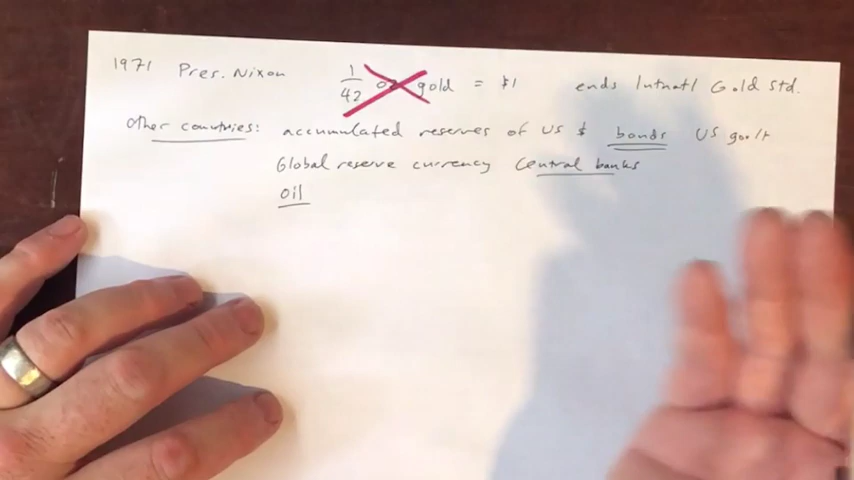 1971 Pres. Nixon 1/42 oz gold = $1 ends Intnat'l Gold Std.
Other countries: accumulated reserves of US $ bonds US gov't
Global reserve currency Central banks
oil